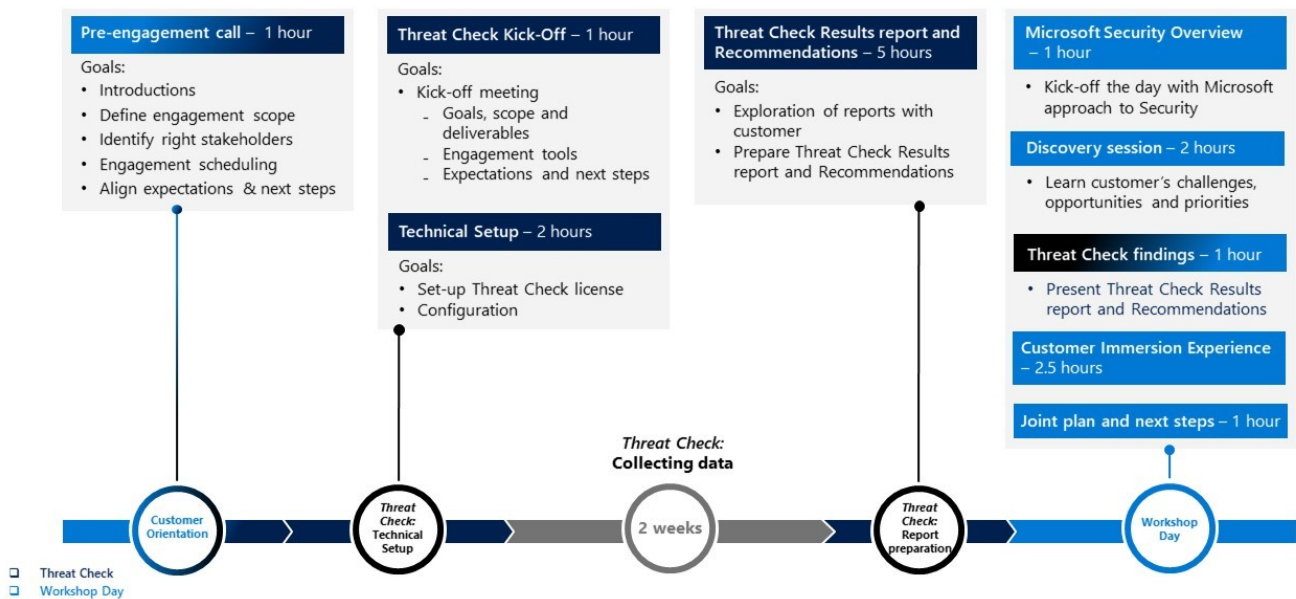 Pre-engagement call – 1 hour
Goals:
• Introductions
• Define engagement scope
• Identify right stakeholders
• Engagement scheduling
• Align expectations & next steps
Threat Check Kick-Off – 1 hour
Goals:
• Kick-off meeting
- Goals, scope and
deliverables
- Engagement tools
- Expectations and next steps
Technical Setup – 2 hours
Goals:
• Set-up Threat Check license
• Configuration
Threat Check Results report and
Recommendations – 5 hours
Goals:
• Exploration of reports with
customer
• Prepare Threat Check Results
report and Recommendations
Microsoft Security Overview
– 1 hour
• Kick-off the day with Microsoft
approach to Security
Discovery session – 2 hours
• Learn customer's challenges,
opportunities and priorities
Threat Check findings – 1 hour
• Present Threat Check Results
report and Recommendations
Customer Immersion Experience
– 2.5 hours
Joint plan and next steps – 1 hour
Threat Check:
Collecting data
Customer
Orientation
Threat
Check:
Technical
Setup
2 weeks
Threat
Check:
Report
preparation
Workshop
Day
Threat Check
Workshop Day